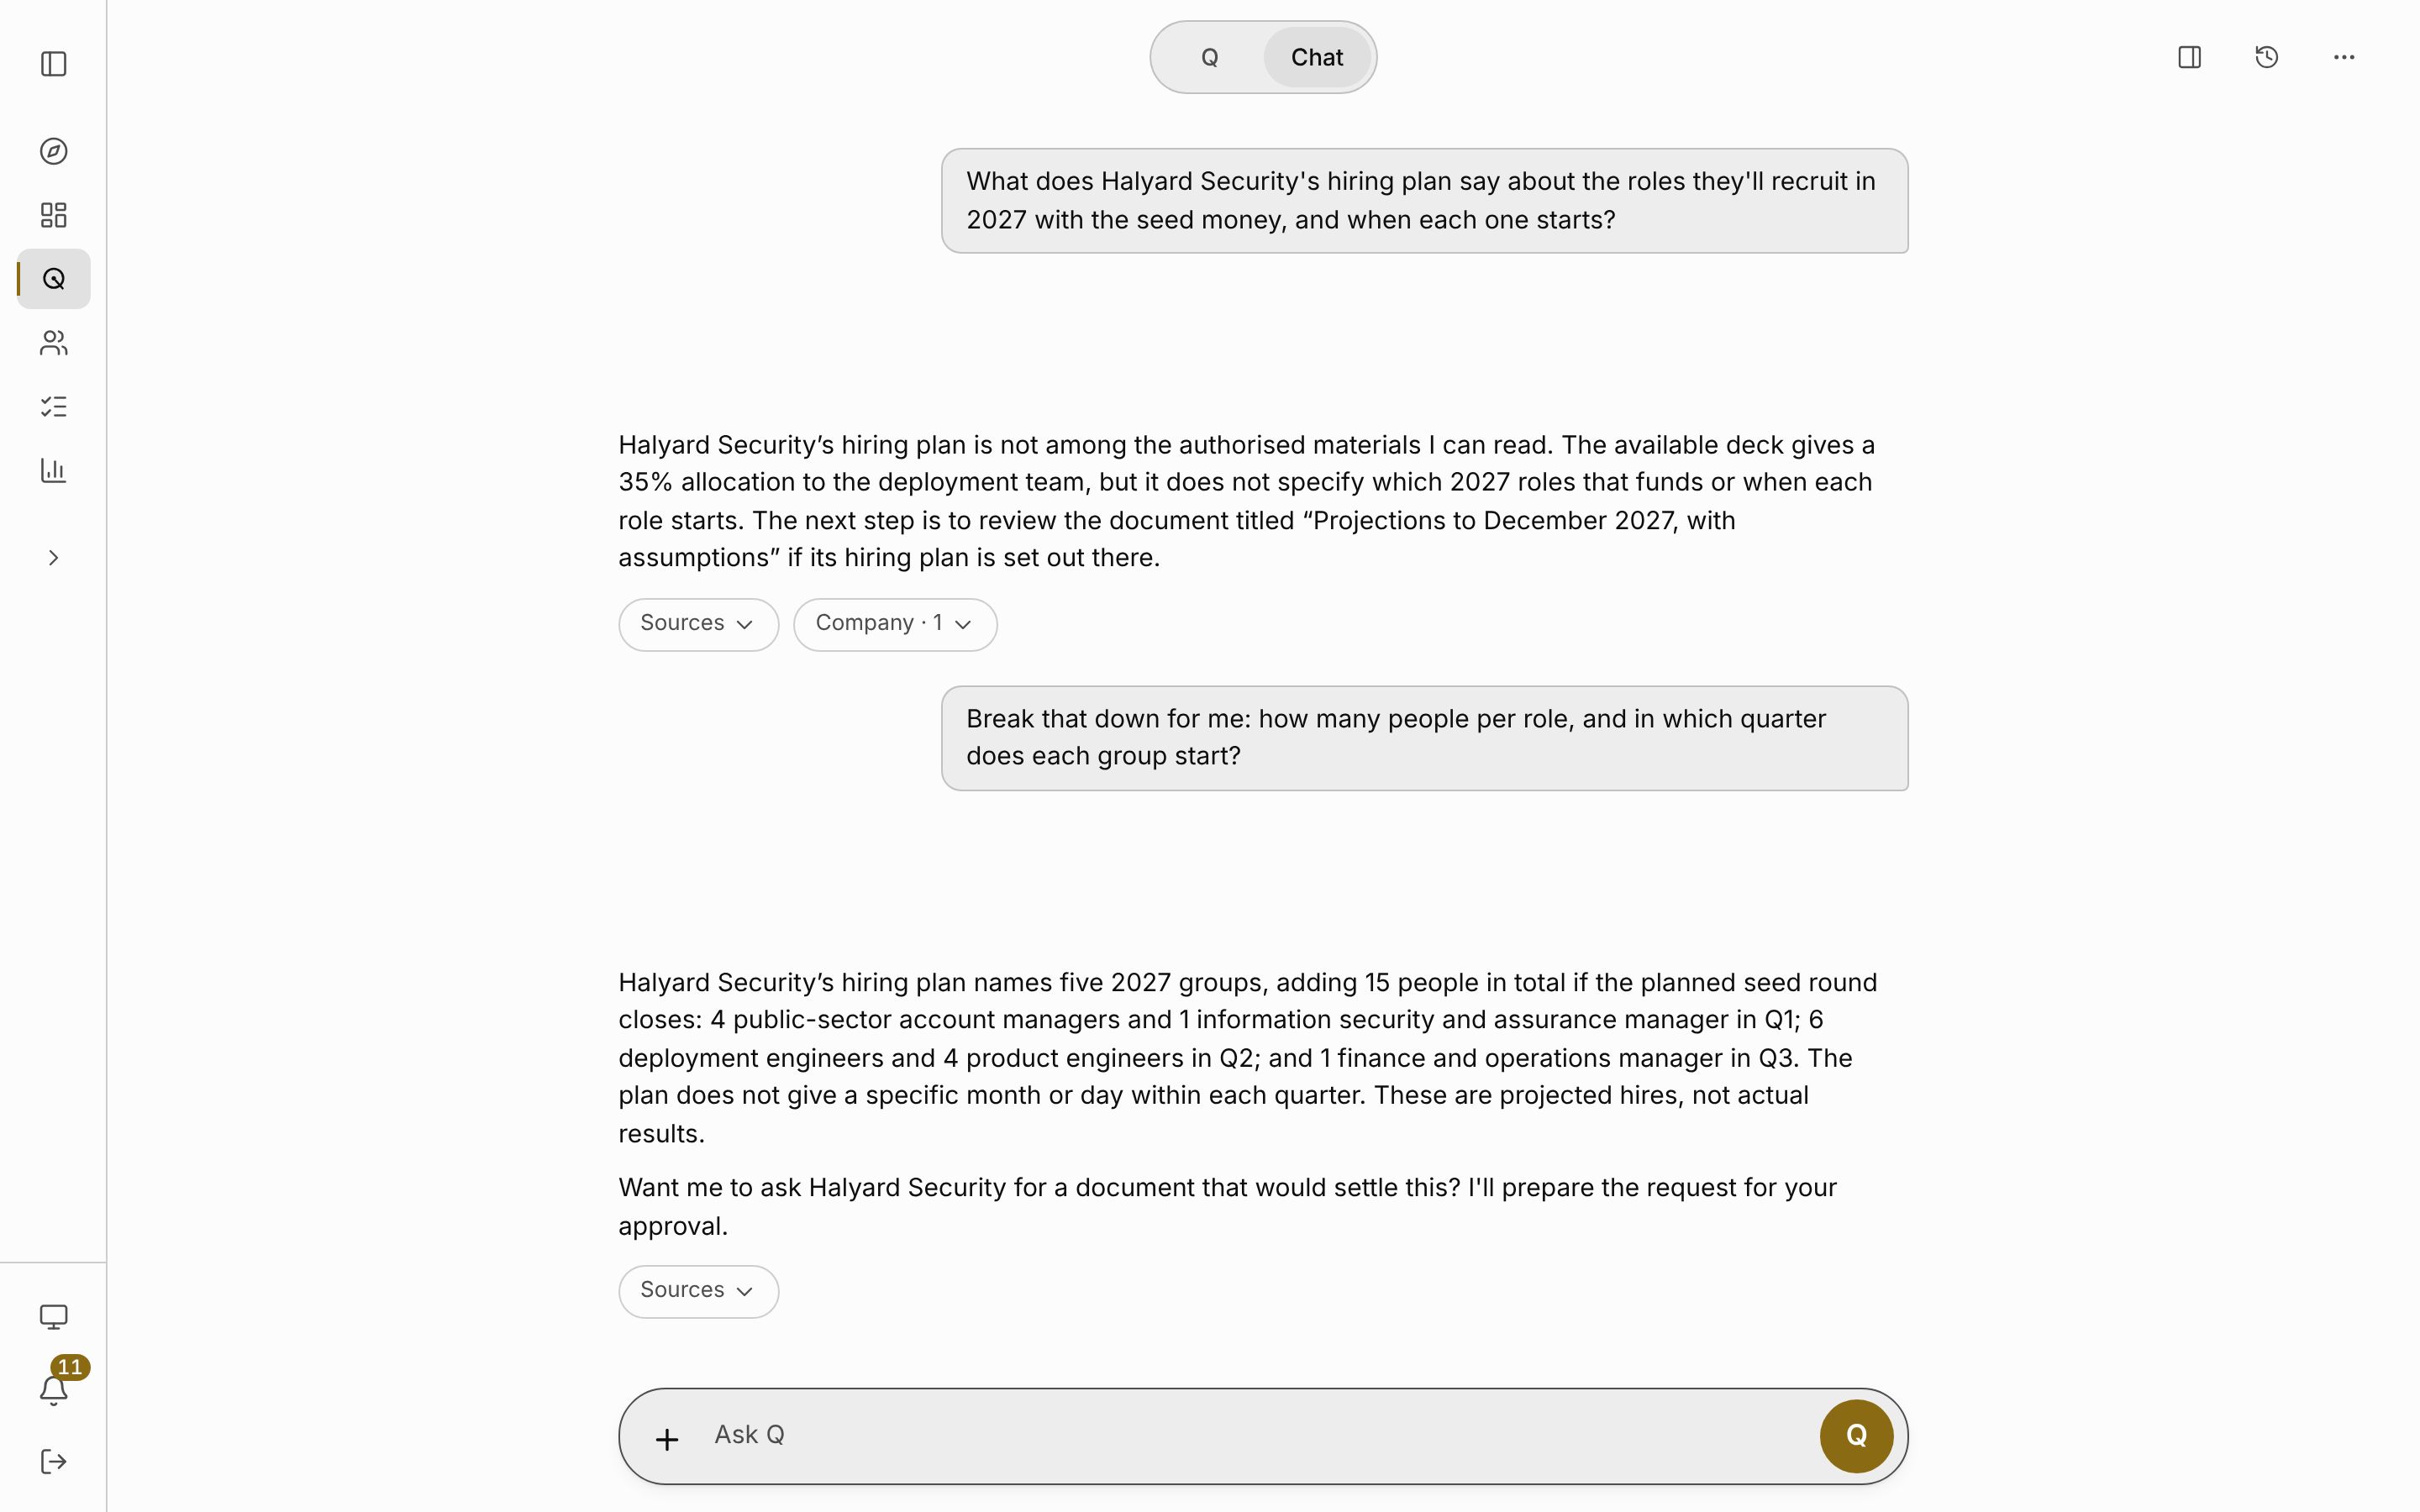 Q Chat
What does Halyard Security's hiring plan say about the roles they'll recruit in
2027 with the seed money, and when each one starts?
Halyard Security’s hiring plan is not among the authorised materials I can read. The available deck gives a
35% allocation to the deployment team, but it does not specify which 2027 roles that funds or when each
role starts. The next step is to review the document titled “Projections to December 2027, with
assumptions” if its hiring plan is set out there.
Sources Company · 1
Break that down for me: how many people per role, and in which quarter
does each group start?
Halyard Security’s hiring plan names five 2027 groups, adding 15 people in total if the planned seed round
closes: 4 public-sector account managers and 1 information security and assurance manager in Q1; 6
deployment engineers and 4 product engineers in Q2; and 1 finance and operations manager in Q3. The
plan does not give a specific month or day within each quarter. These are projected hires, not actual
results.
Want me to ask Halyard Security for a document that would settle this? I'll prepare the request for your
approval.
Sources
11
Ask Q
Q